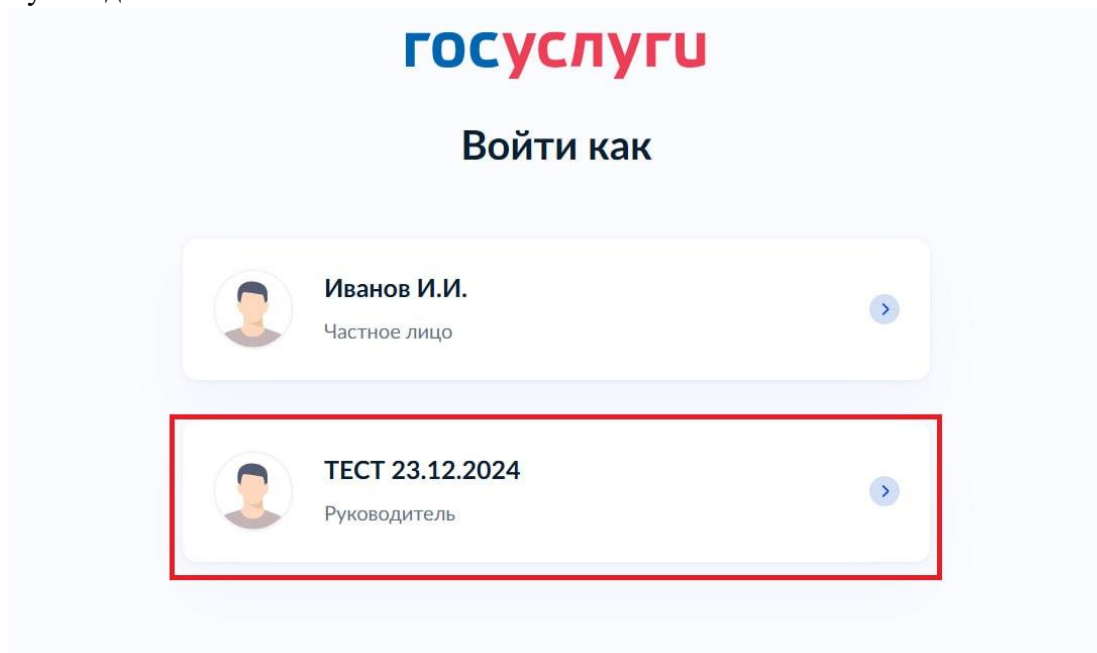 госуслуги
Войти как
Иванов И.И.
Частное лицо
ТЕСТ 23.12.2024
Руководитель